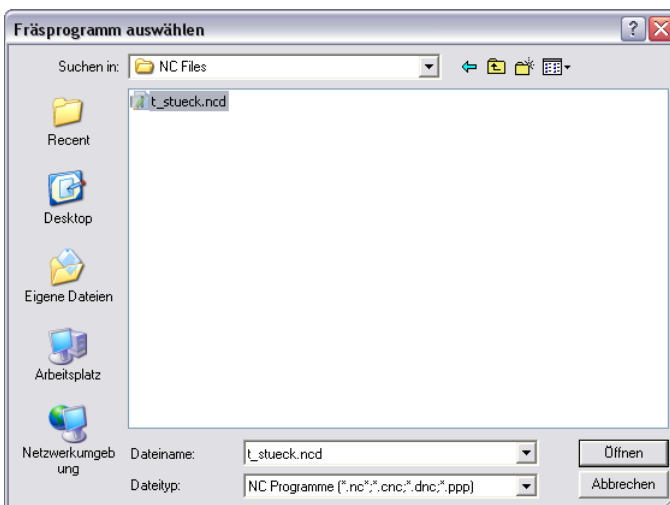 Fräsprogramm auswählen
?
Suchen in: NC Files
t_stueck.ncd
Recent
Desktop
Eigene Dateien
Arbeitsplatz
Netzwerkumgeb
ung
Dateiname: t_stueck.ncd Öffnen
Dateityp: NC Programme (*.nc*;*.cnc;*.dnc;*.ppp) Abbrechen